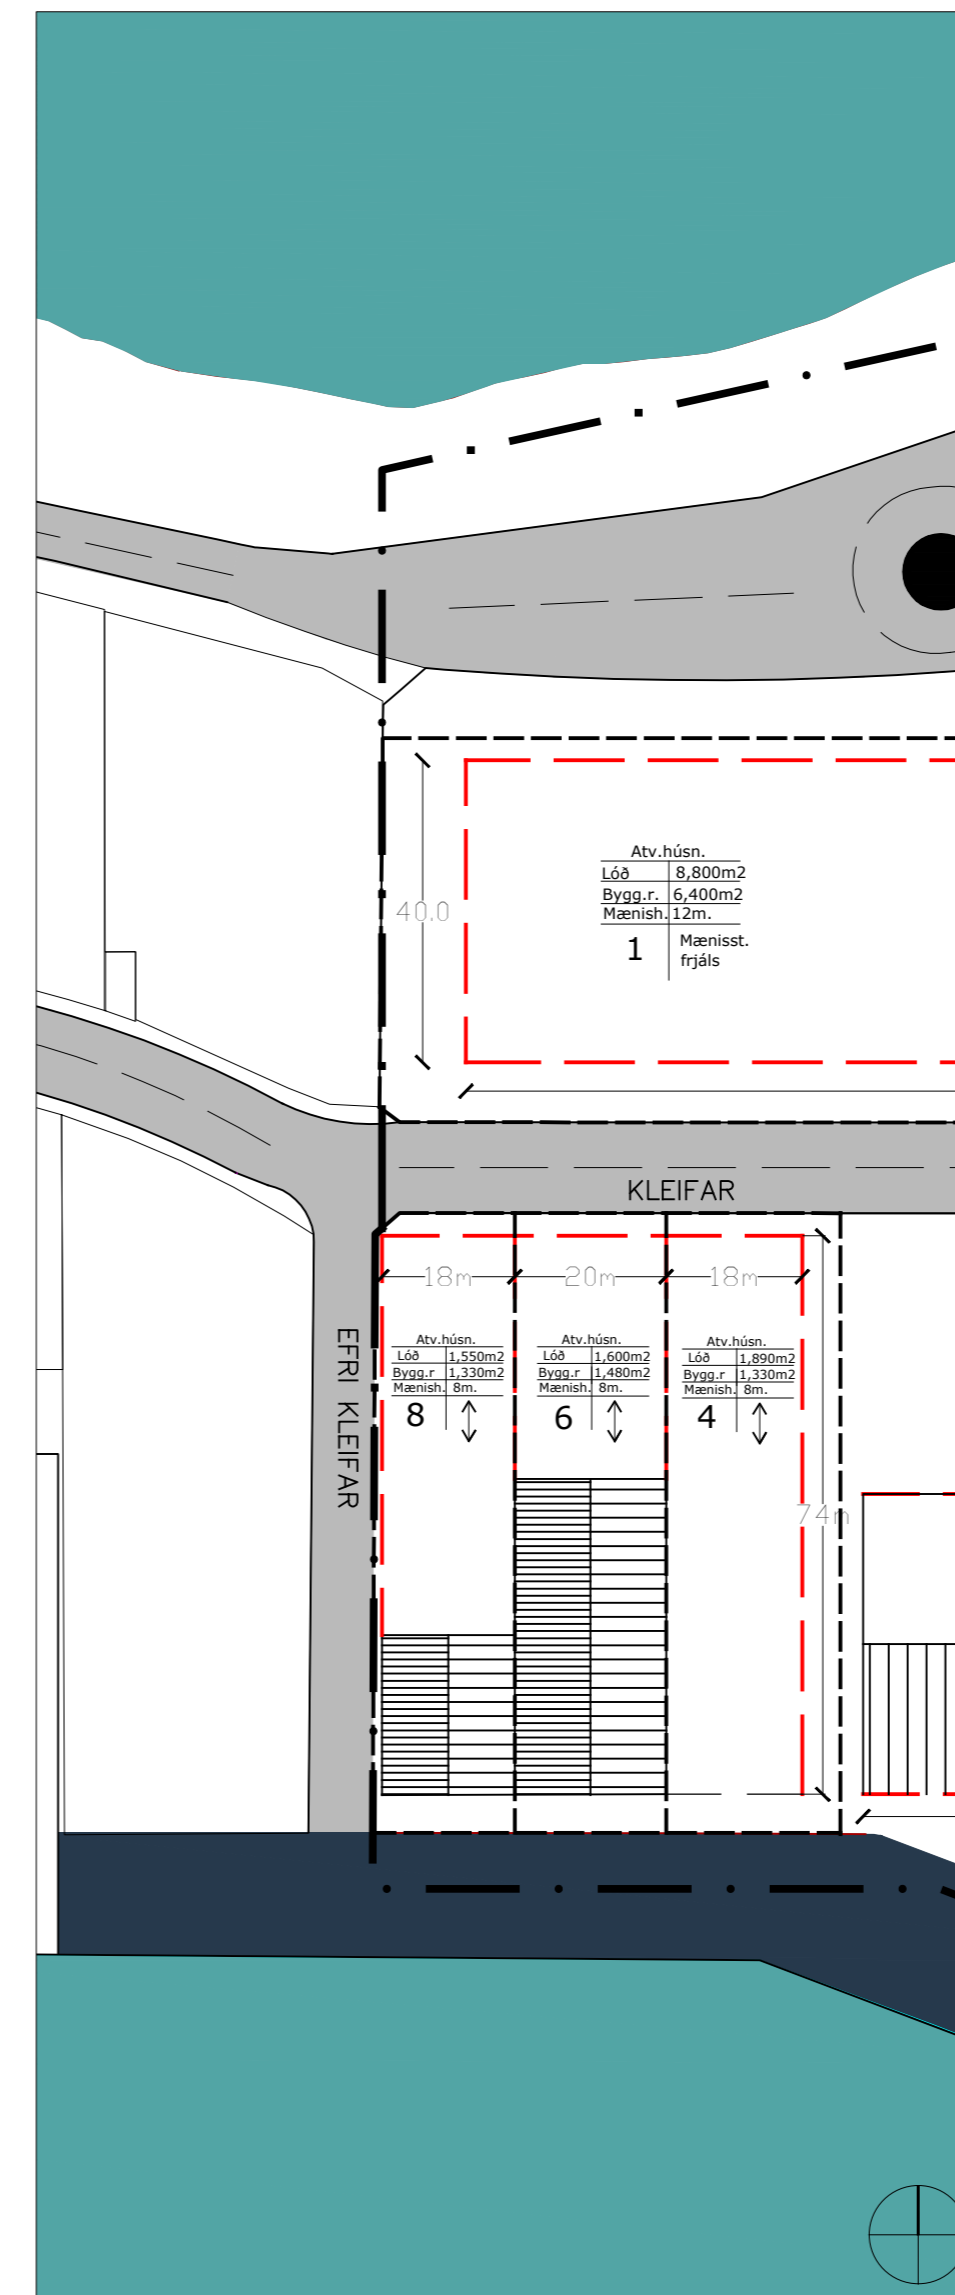 Atv.húsn.
Lóð 8,800m2
Bygg.r. 6,400m2
Mænish. 12m.
1 Mænisst.
frjáls
40.0
KLEIFAR
18m 20m 18m
EFRI KLEIFAR
Atv.húsn.
Lóð 1,550m2
Bygg.r 1,330m2
Mænish. 8m.
8
Atv.húsn.
Lóð 1,600m2
Bygg.r 1,480m2
Mænish. 8m.
6
Atv.húsn.
Lóð 1,890m2
Bygg.r 1,330m2
Mænish. 8m.
4
74m